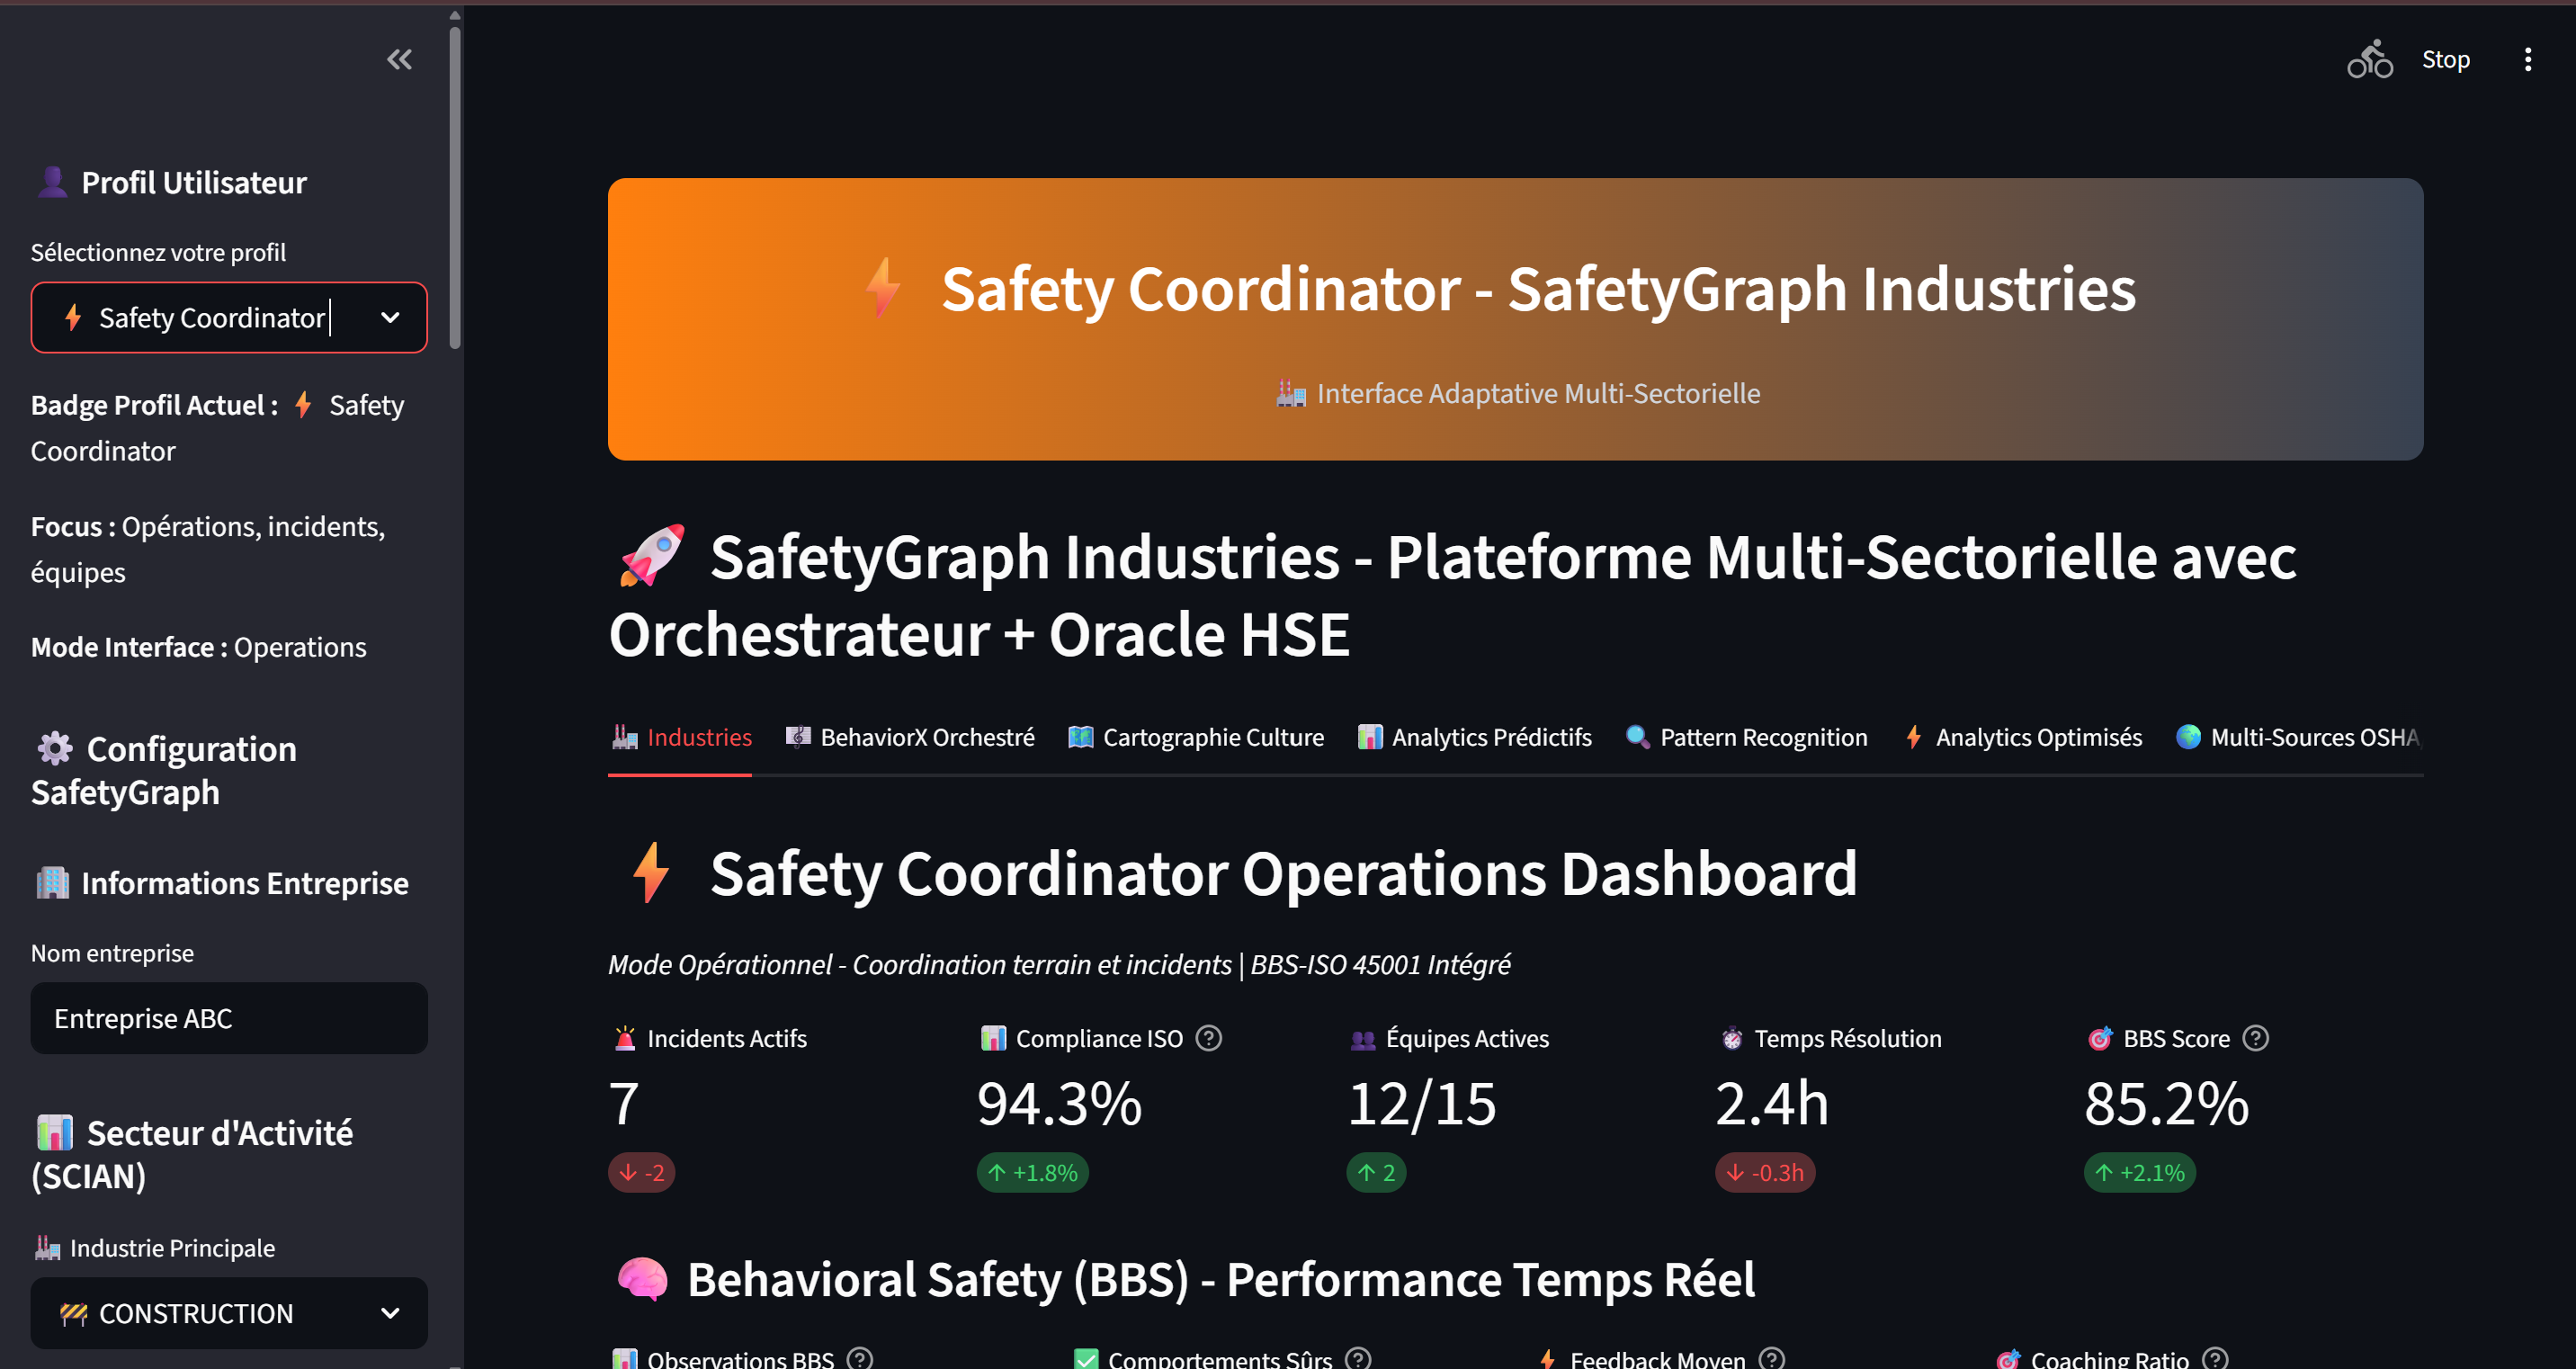 Stop
Profil Utilisateur
Sélectionnez votre profil
Safety Coordinator
Badge Profil Actuel : Safety
Coordinator
Focus : Opérations, incidents,
équipes
Mode Interface : Operations
Configuration
SafetyGraph
Informations Entreprise
Nom entreprise
Entreprise ABC
Secteur d'Activité
(SCIAN)
Industrie Principale
CONSTRUCTION
Safety Coordinator - SafetyGraph Industries
Interface Adaptative Multi-Sectorielle
SafetyGraph Industries - Plateforme Multi-Sectorielle avec
Orchestrateur + Oracle HSE
Industries BehaviorX Orchestré Cartographie Culture Analytics Prédictifs Pattern Recognition Analytics Optimisés Multi-Sources OSHA
Safety Coordinator Operations Dashboard
Mode Opérationnel - Coordination terrain et incidents | BBS-ISO 45001 Intégré
Incidents Actifs Compliance ISO Équipes Actives Temps Résolution BBS Score
7 94.3% 12/15 2.4h 85.2%
↓ -2 ↑ +1.8% ↑ 2 ↓ -0.3h ↑ +2.1%
Behavioral Safety (BBS) - Performance Temps Réel
Observations BBS Comportements Sûrs Feedback Moyen Coaching Ratio